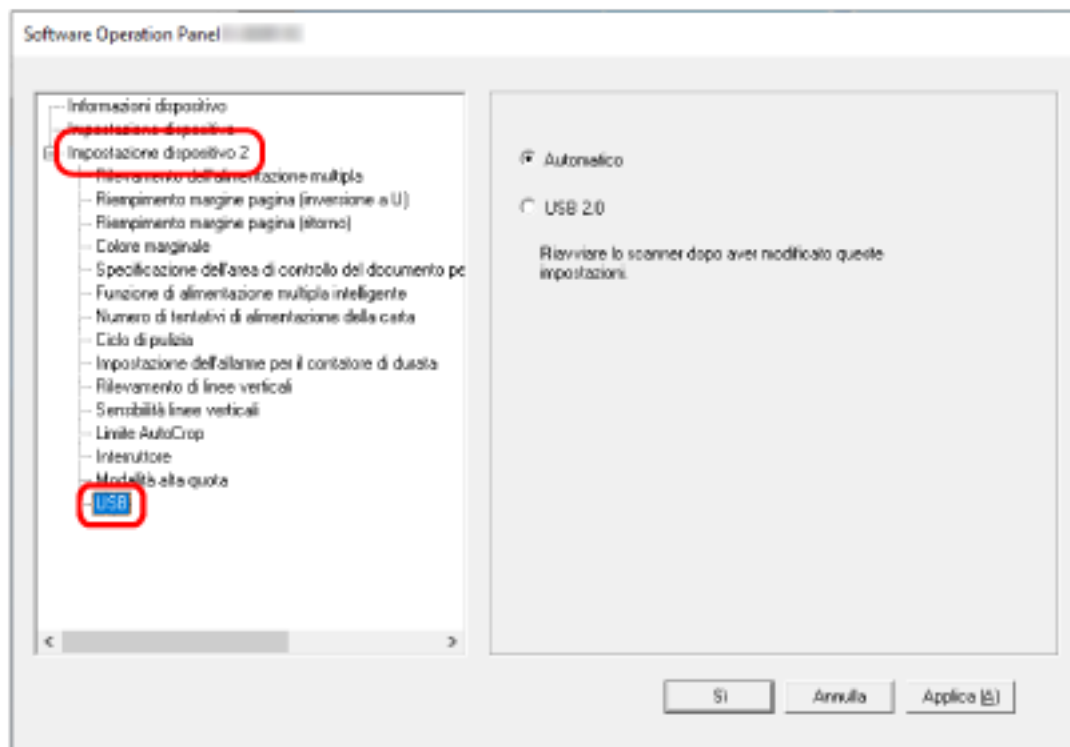 Software Operation Panel
Informazioni dispositivo
Impostazione dispositivo
Impostazione dispositivo 2
Rilevamento dell'alimentazione multipla
Riempimento margine pagina (inversione a U)
Riempimento margine pagina (ritorno)
Colore marginale
Specificazione dell'area di controllo del documento pe
Funzione di alimentazione multipla intelligente
Numero di tentativi di alimentazione della carta
Ciclo di pulizia
Impostazione dell'allarme per il contatore di durata
Rilevamento di linee verticali
Sensibilità linee verticali
Limite AutoCrop
Interruttore
Modalità alta quota
USB
Automatico
USB 2.0
Riavviare lo scanner dopo aver modificato queste
impostazioni.
Sì
Annulla
Applica (A)